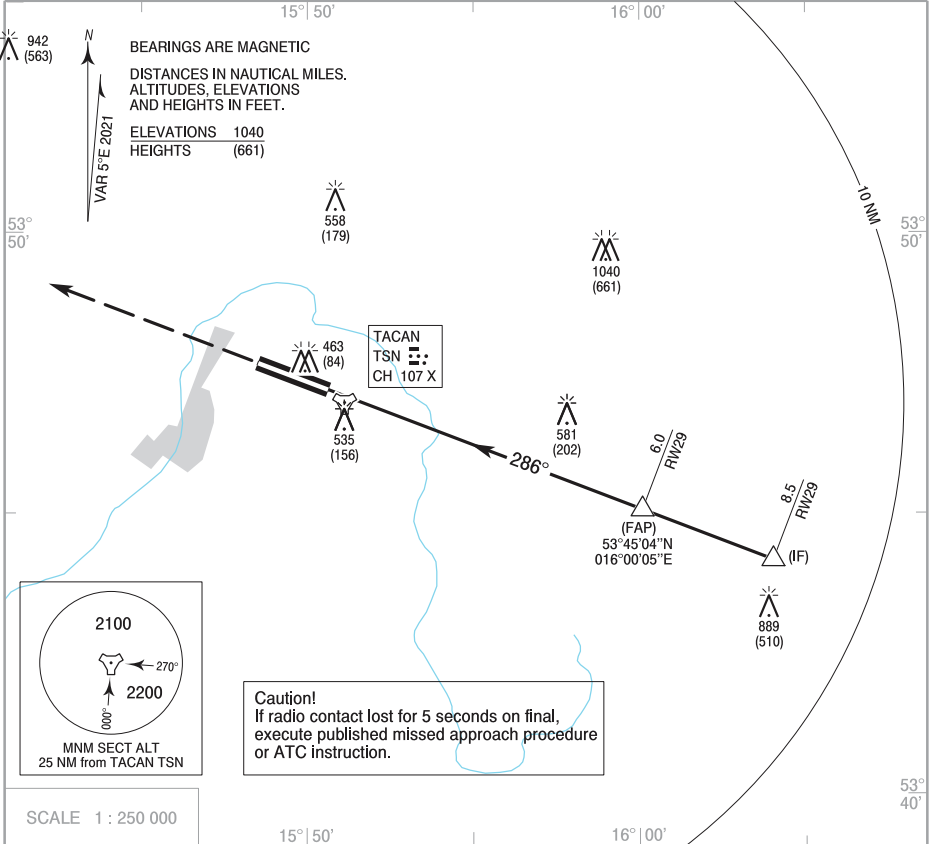 15° 50'
16° 00'
942
(563)
N
VAR 5°E 2021
BEARINGS ARE MAGNETIC
DISTANCES IN NAUTICAL MILES.
ALTITUDES, ELEVATIONS
AND HEIGHTS IN FEET.
ELEVATIONS 1040
HEIGHTS (661)
10 NM
53°
50'
558
(179)
53°
50'
1040
(661)
463
(84)
TACAN
TSN
CH 107 X
535
(156)
581
(202)
286°
6.0
RW29
8.5
RW29
(FAP)
53°45'04"N
016°00'05"E
(IF)
889
(510)
2100
270°
2200
000°
MNM SECT ALT
25 NM from TACAN TSN
Caution!
If radio contact lost for 5 seconds on final,
execute published missed approach procedure
or ATC instruction.
53°
40'
SCALE 1 : 250 000
15° 50'
16° 00'